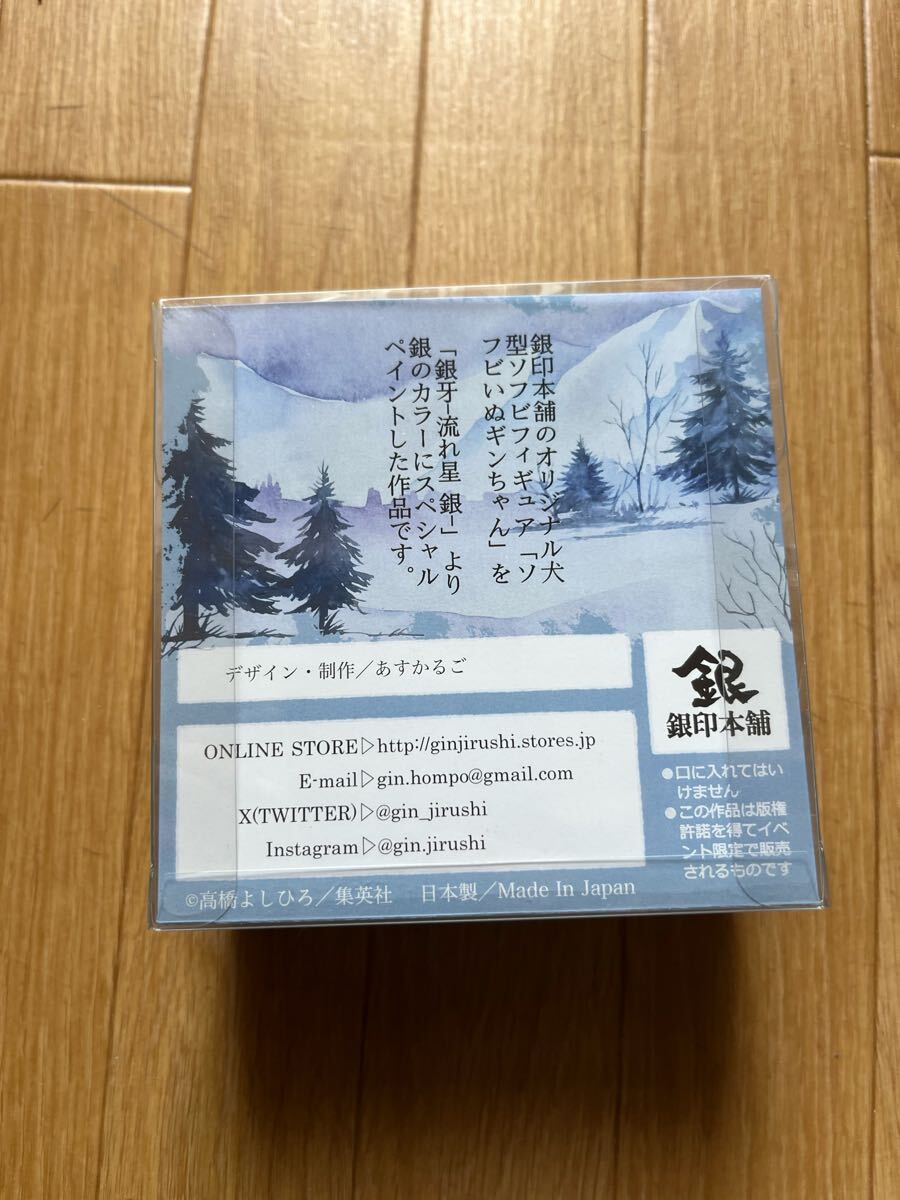 銀印本舗のオリジナル犬
型ソフビフィギュア「ソ
フビいぬギンちゃん」を
「銀牙-流れ星 銀-」より
銀のカラーにスペシャル
ペイントした作品です。
デザイン・制作／あすかるご
銀
銀印本舗
ONLINE STORE▷http://ginjirushi.stores.jp
E-mail▷gin.hompo@gmail.com
X(TWITTER)▷@gin_jirushi
Instagram▷@gin.jirushi
●口に入れてはい
けません
●この作品は版権
許諾を得てイベ
ント限定で販売
されるものです
©高橋よしひろ／集英社 日本製／Made In Japan